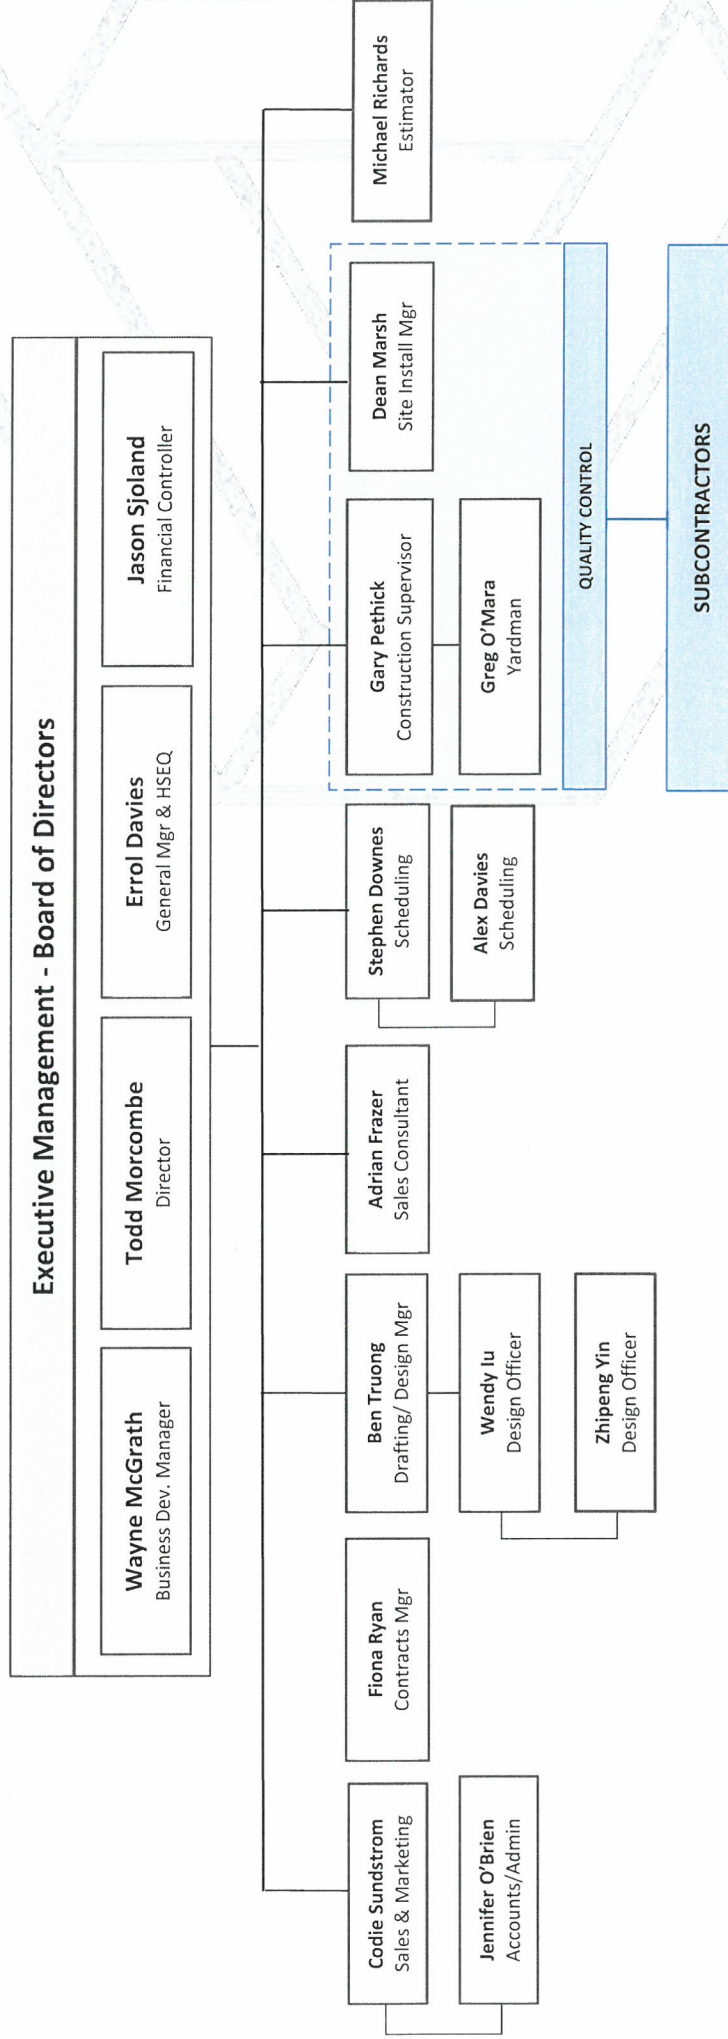 Executive Management - Board of Directors
Wayne McGrath
Business Dev. Manager
Todd Morcombe
Director
Errol Davies
General Mgr & HSEQ
Jason Sjoland
Financial Controller
Codie Sundstrom
Sales & Marketing
Fiona Ryan
Contracts Mgr
Ben Truong
Drafting/ Design Mgr
Adrian Frazer
Sales Consultant
Stephen Downes
Scheduling
Gary Pethick
Construction Supervisor
Dean Marsh
Site Install Mgr
Michael Richards
Estimator
Jennifer O'Brien
Accounts/Admin
Wendy Iu
Design Officer
Alex Davies
Scheduling
Greg O'Mara
Yardman
Zhipeng Yin
Design Officer
QUALITY CONTROL
SUBCONTRACTORS